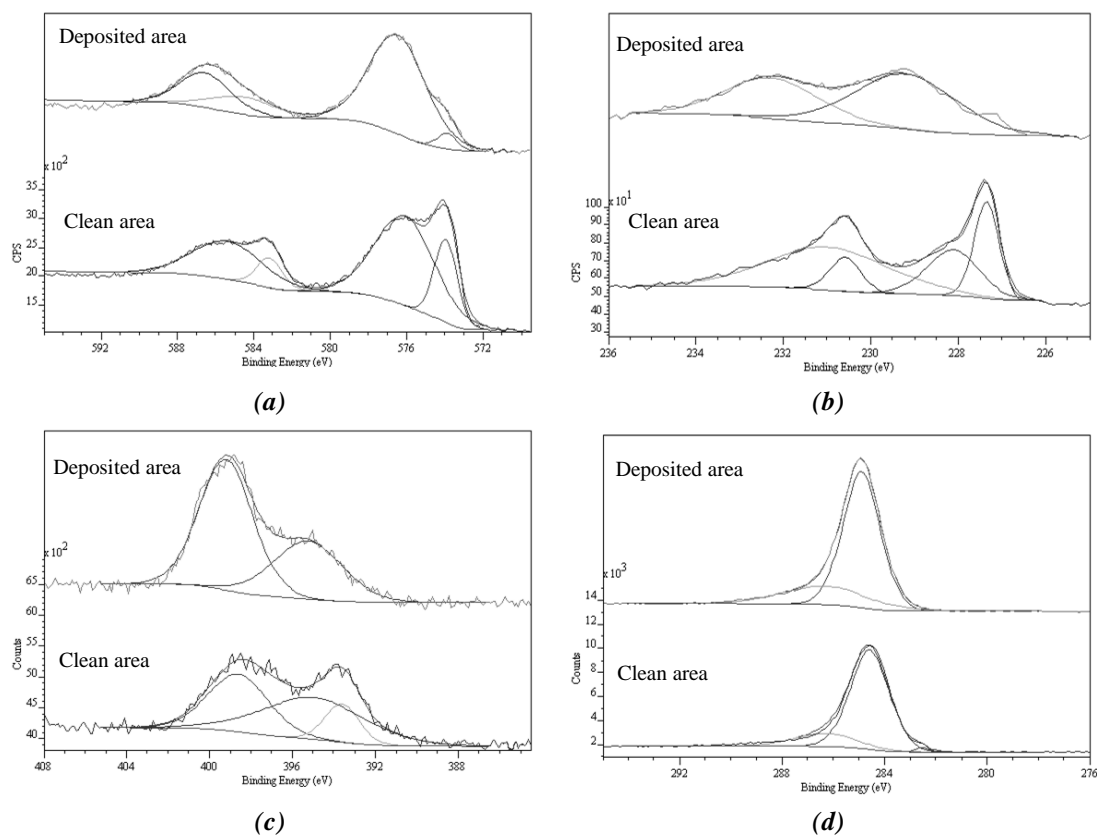 Deposited area
x 10²
35
30
25
20
15
CPS
Clean area
592 588 584 580 576 572
Binding Energy (eV)
(a)
Deposited area
x 10¹
100
90
80
70
60
50
40
30
CPS
Clean area
236 234 232 230 228 226
Binding Energy (eV)
(b)
Deposited area
x 10²
65
60
55
50
45
40
Counts
Clean area
408 404 400 396 392 388
Binding Energy (eV)
(c)
Deposited area
x 10³
14
12
10
8
6
4
2
Counts
Clean area
292 288 284 280 276
Binding Energy (eV)
(d)